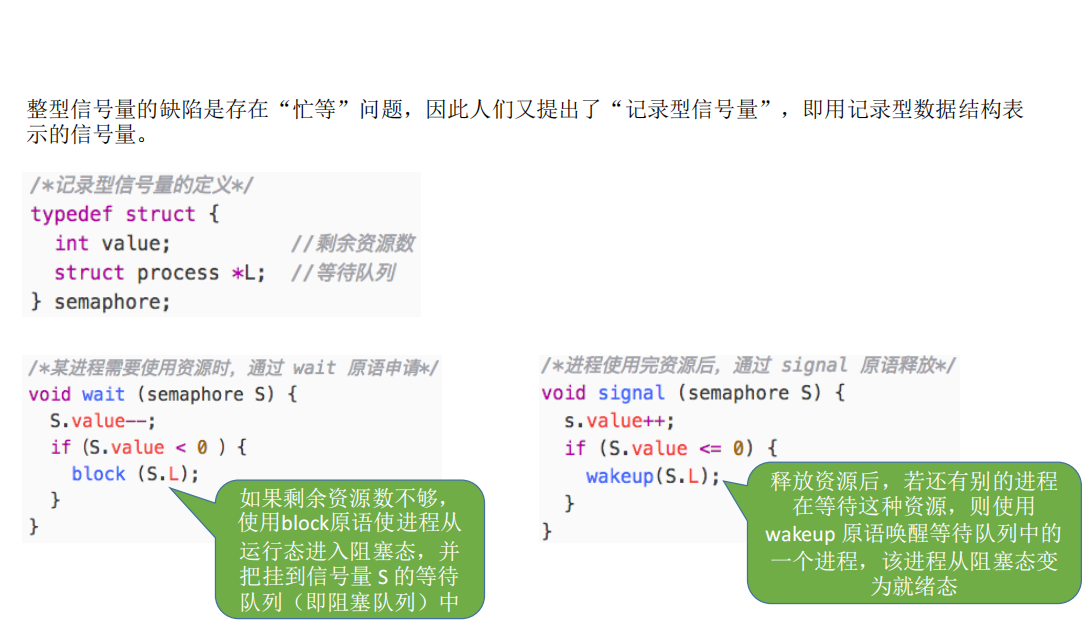 整型信号量的缺陷是存在“忙等”问题，因此人们又提出了“记录型信号量”，即用记录型数据结构表
示的信号量。
/*记录型信号量的定义*/
typedef struct {
int value; //剩余资源数
struct process *L; //等待队列
} semaphore;
/*某进程需要使用资源时，通过 wait 原语申请*/
void wait (semaphore S) {
S.value--;
if (S.value < 0 ) {
block (S.L);
}
}
如果剩余资源数不够，
使用block原语使进程从
运行态进入阻塞态，并
把挂到信号量 S 的等待
队列（即阻塞队列）中
/*进程使用完资源后，通过 signal 原语释放*/
void signal (semaphore S) {
s.value++;
if (S.value <= 0) {
wakeup(S.L);
}
}
释放资源后，若还有别的进程
在等待这种资源，则使用
wakeup 原语唤醒等待队列中的
一个进程，该进程从阻塞态变
为就绪态